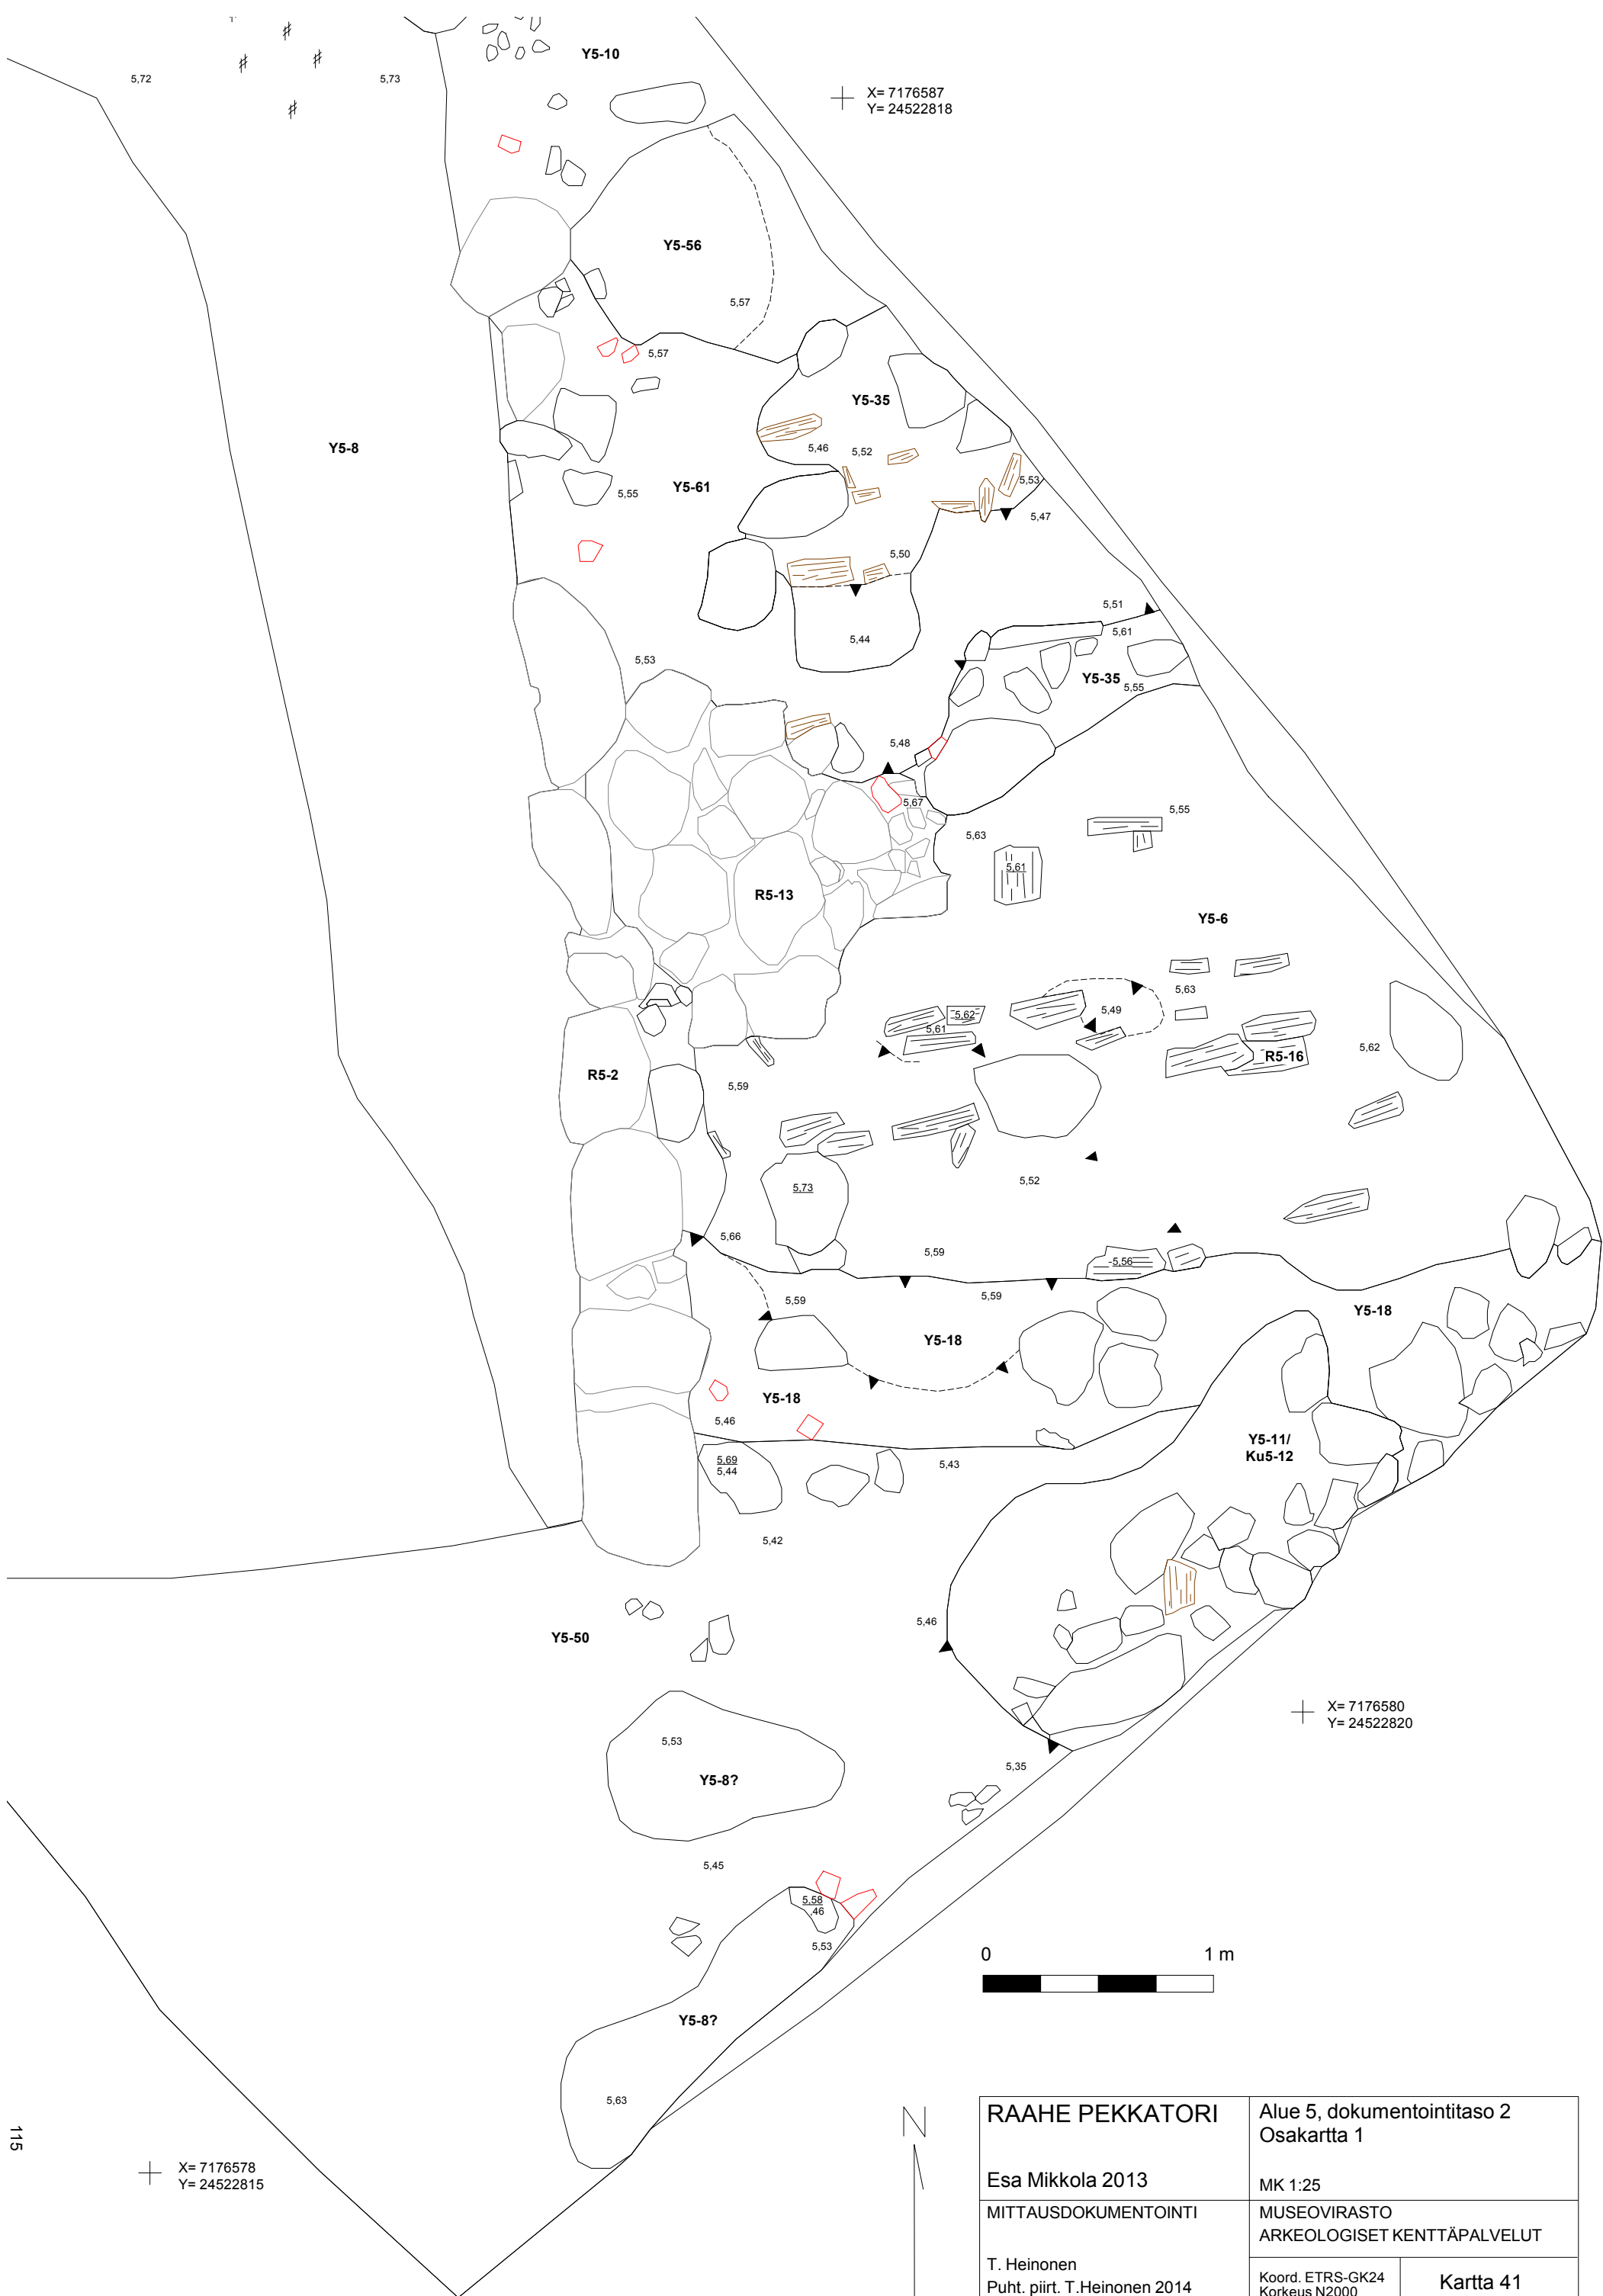 Y5-10
5,72
5,73
X= 7176587
Y= 24522818
Y5-56
5,57
5,57
Y5-35
Y5-8
5,46
5,52
5,53
Y5-61
5,55
5,47
5,50
5,51
5,61
5,44
5,53
Y5-35
5,55
5,48
5,67
5,55
5,63
5,61
R5-13
Y5-6
5,63
5,49
5,62
5,61
5,62
R5-16
R5-2
5,59
5,52
5,73
5,66
5,59
5,56
5,59
5,59
Y5-18
Y5-18
Y5-18
5,46
Y5-11/
Ku5-12
5,69
5,44
5,43
5,42
5,46
Y5-50
X= 7176580
Y= 24522820
5,53
Y5-8?
5,35
5,45
5,58
,46
5,53
0 1 m
Y5-8?
5,63
115
X= 7176578
Y= 24522815
N
RAAHE PEKKATORI
Esa Mikkola 2013
Alue 5, dokumentointitaso 2
Osakartta 1
MK 1:25
MITTAUSDOKUMENTOINTI
T. Heinonen
Puht. piirt. T.Heinonen 2014
MUSEOVIRASTO
ARKEOLOGISET KENTTÄPALVELUT
Koord. ETRS-GK24
Korkeus N2000
Kartta 41